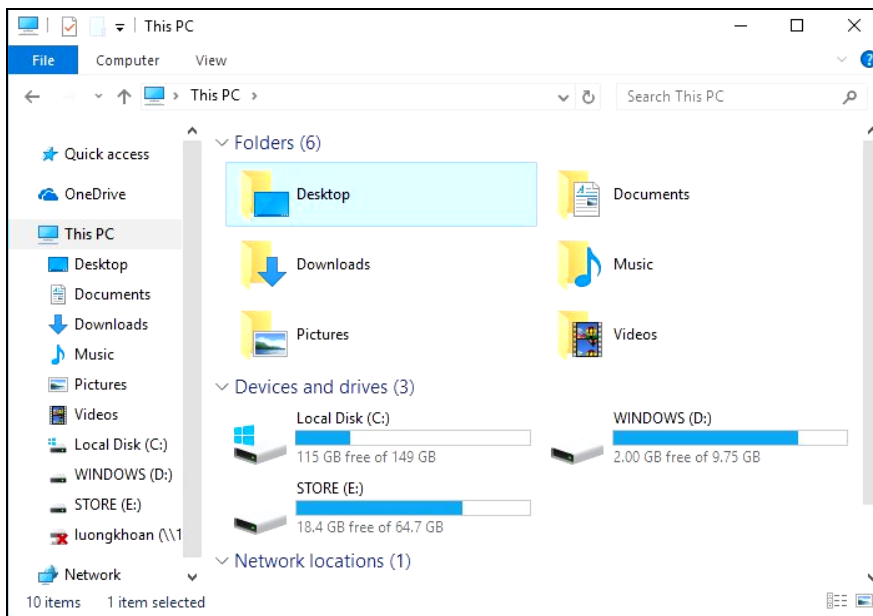 This PC
File Computer View
This PC
Search This PC
Quick access
OneDrive
This PC
Desktop
Documents
Downloads
Music
Pictures
Videos
Local Disk (C:)
WINDOWS (D:)
STORE (E:)
luongkhoan (\\1
Network
Folders (6)
Desktop
Documents
Downloads
Music
Pictures
Videos
Devices and drives (3)
Local Disk (C:)
115 GB free of 149 GB
WINDOWS (D:)
2.00 GB free of 9.75 GB
STORE (E:)
18.4 GB free of 64.7 GB
Network locations (1)
10 items 1 item selected